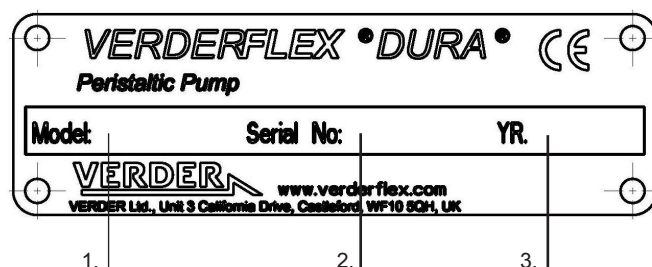 VERDERFLEX ® DURA ® CE
Peristaltic Pump
Model: Serial No: YR.
VERDER
www.verderflex.com
VERDER Ltd., Unit 3 California Drive, Castleford, WF10 5QH, UK
1. 2. 3.